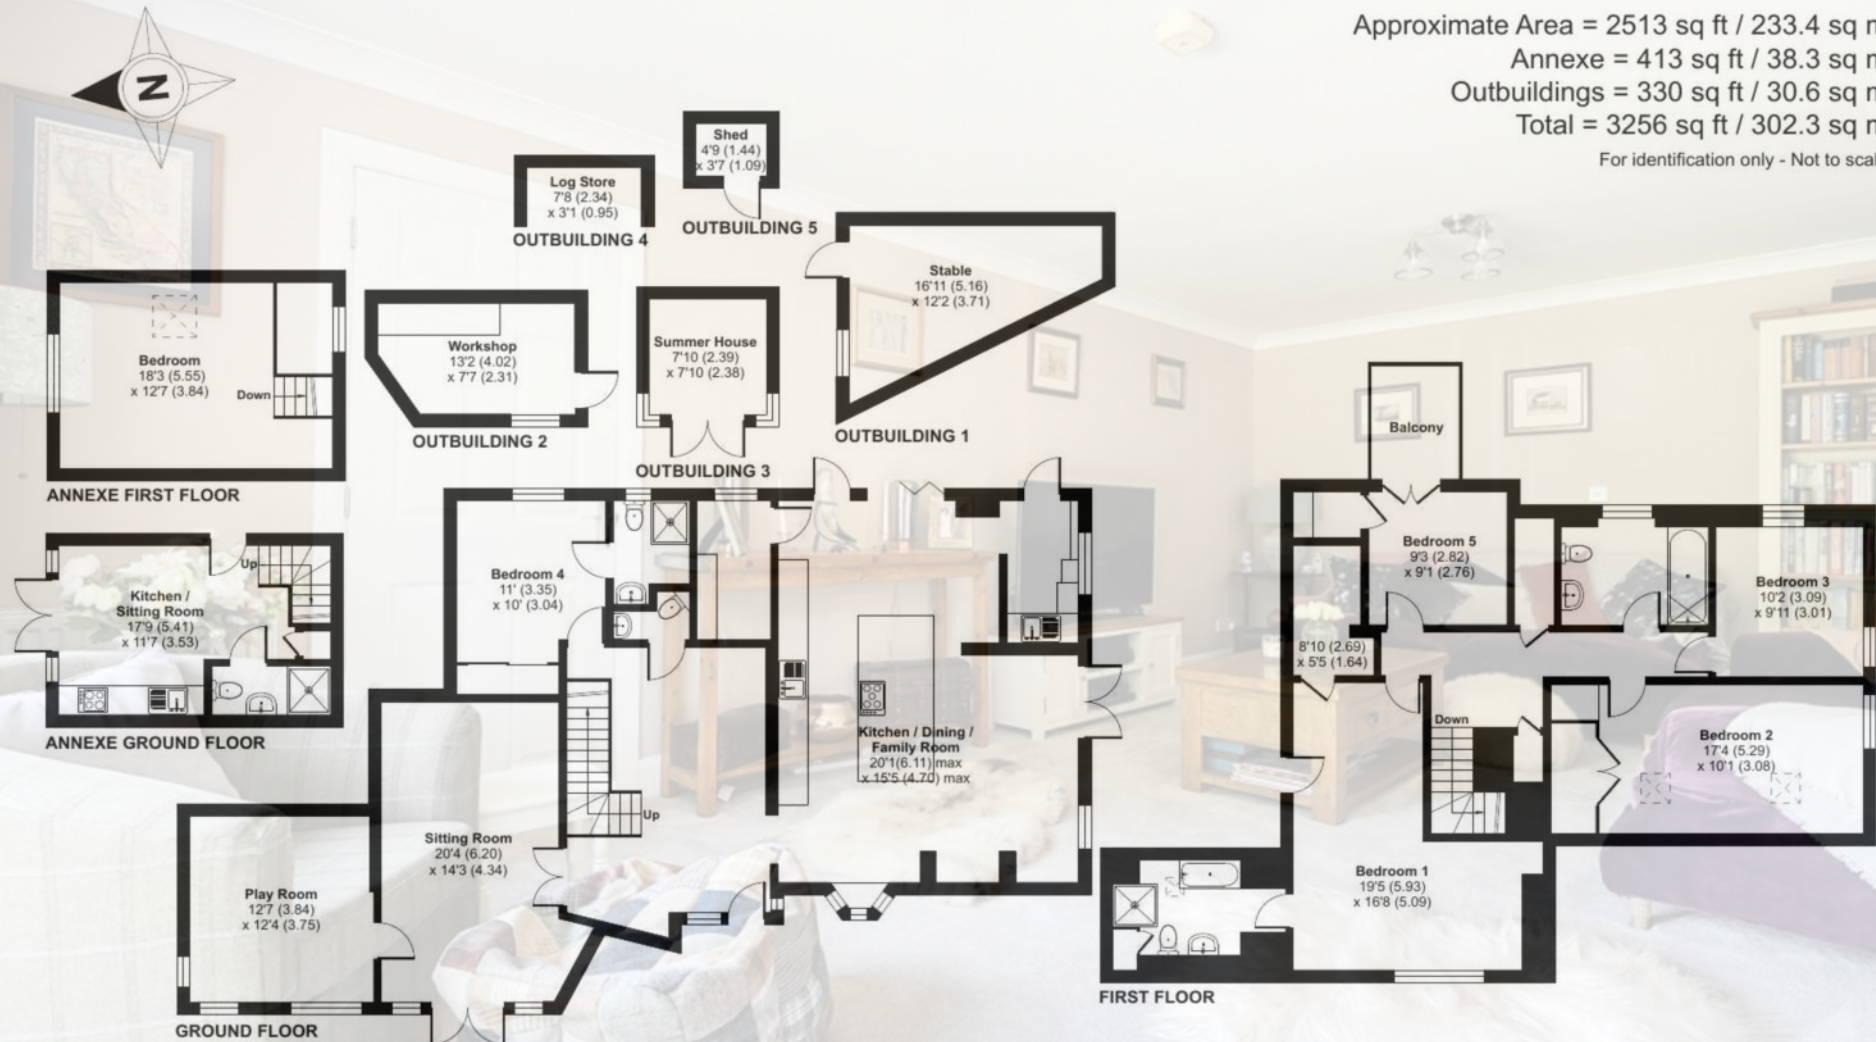 Approximate Area = 2513 sq ft / 233.4 sq
Annexe = 413 sq ft / 38.3 sq
Outbuildings = 330 sq ft / 30.6 sq
Total = 3256 sq ft / 302.3 sq
For identification only - Not to scal
N
Shed
4'9 (1.44)
x 3'7 (1.09)
OUTBUILDING 5
Log Store
7'8 (2.34)
x 3'1 (0.95)
OUTBUILDING 4
Stable
16'11 (5.16)
x 12'2 (3.71)
OUTBUILDING 1
Bedroom
18'3 (5.55)
x 12'7 (3.84)
Down
ANNEXE FIRST FLOOR
Workshop
13'2 (4.02)
x 7'7 (2.31)
OUTBUILDING 2
Summer House
7'10 (2.39)
x 7'10 (2.38)
OUTBUILDING 3
Kitchen /
Sitting Room
17'9 (5.41)
x 11'7 (3.53)
Up
ANNEXE GROUND FLOOR
Bedroom 4
11' (3.35)
x 10' (3.04)
Kitchen / Dining /
Family Room
20'1(6.11) max
x 15'5 (4.70) max
Up
Sitting Room
20'4 (6.20)
x 14'3 (4.34)
Play Room
12'7 (3.84)
x 12'4 (3.75)
GROUND FLOOR
Balcony
Bedroom 5
9'3 (2.82)
x 9'1 (2.76)
Bedroom 3
10'2 (3.09)
x 9'11 (3.01)
8'10 (2.69)
x 5'5 (1.64)
Down
Bedroom 2
17'4 (5.29)
x 10'1 (3.08)
Bedroom 1
19'5 (5.93)
x 16'8 (5.09)
FIRST FLOOR